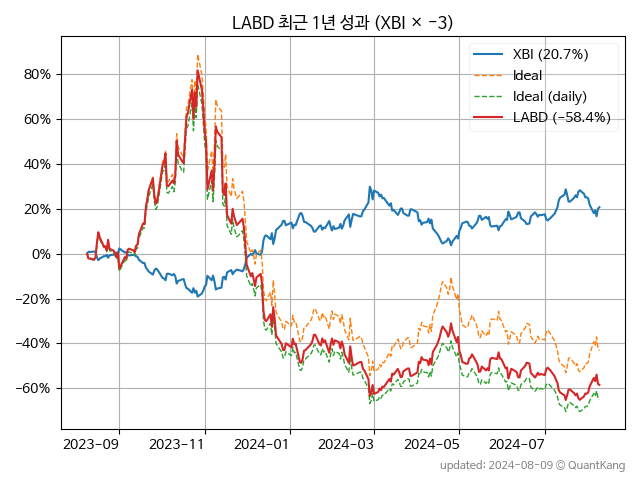 LABD 최근 1년 성과 (XBI × −3)
XBI (20.7%)
Ideal
Ideal (daily)
LABD (−58.4%)
80%
60%
40%
20%
0%
−20%
−40%
−60%
2023-09 2023-11 2024-01 2024-03 2024-05 2024-07
updated: 2024-08-09 © QuantKang